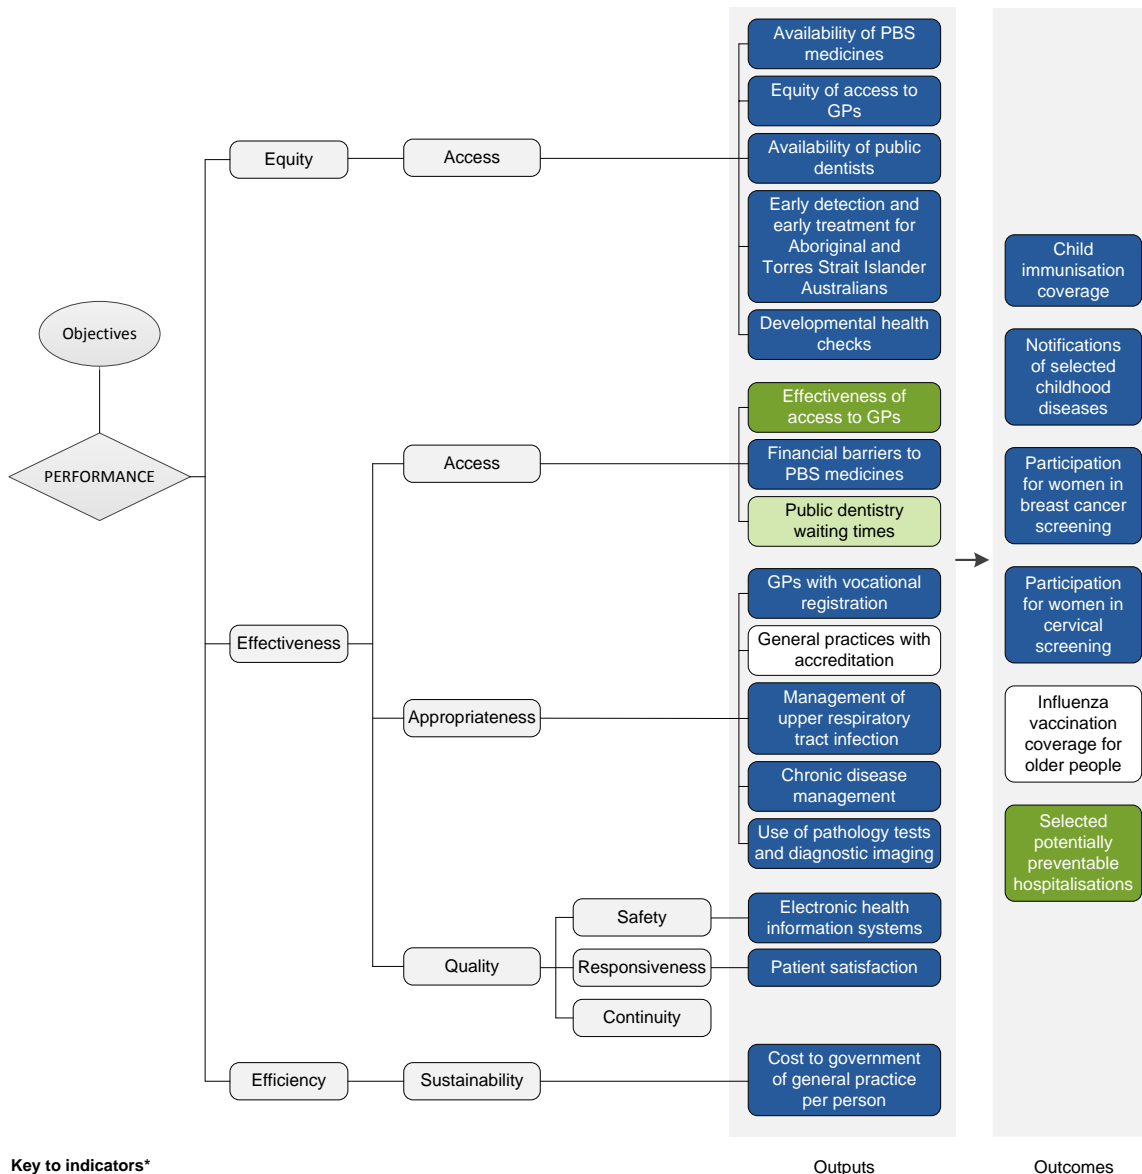 Objectives
PERFORMANCE
Equity
Access
Availability of PBS
medicines
Equity of access to
GPs
Availability of public
dentists
Early detection and
early treatment for
Aboriginal and
Torres Strait Islander
Australians
Developmental health
checks
Effectiveness
Access
Effectiveness of
access to GPs
Financial barriers to
PBS medicines
Public dentistry
waiting times
Appropriateness
GPs with vocational
registration
General practices with
accreditation
Management of
upper respiratory
tract infection
Chronic disease
management
Use of pathology tests
and diagnostic imaging
Quality
Safety
Electronic health
information systems
Responsiveness
Patient satisfaction
Continuity
Efficiency
Sustainability
Cost to government
of general practice
per person
Child
immunisation
coverage
Notifications
of selected
childhood
diseases
Participation
for women in
breast cancer
screening
Participation
for women in
cervical
screening
Influenza
vaccination
coverage for
older people
Selected
potentially
preventable
hospitalisations
Key to indicators*
Outputs
Outcomes